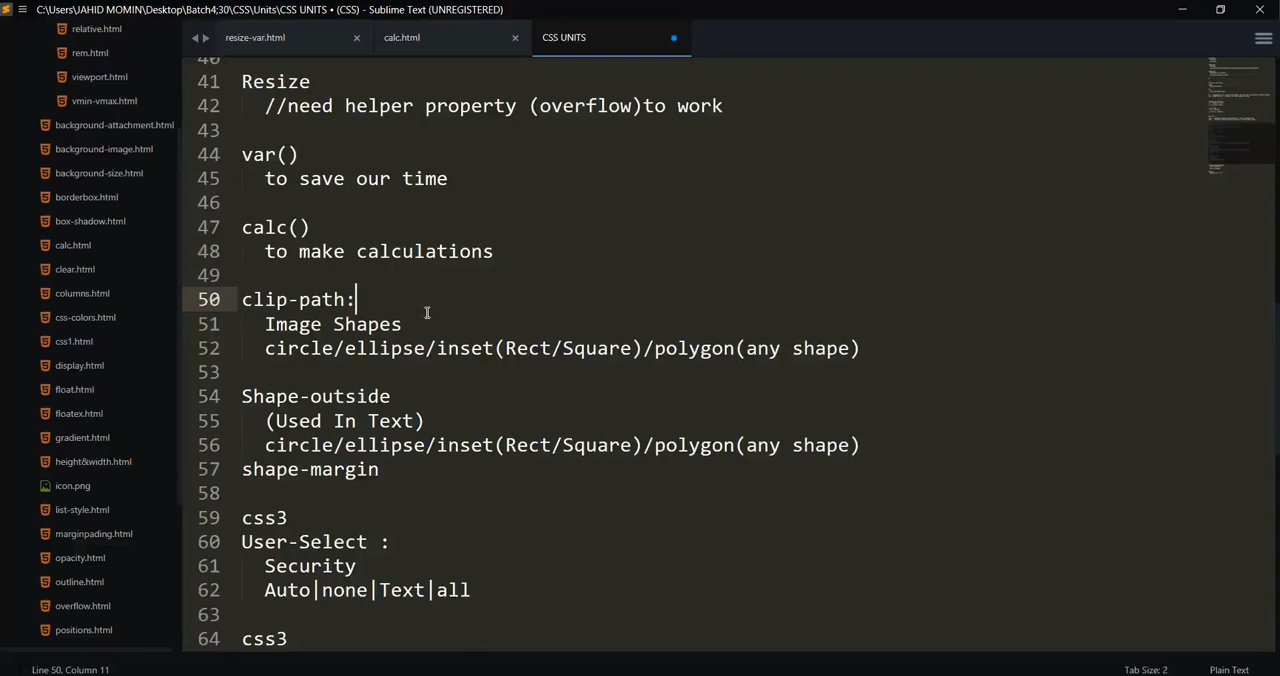 C:\Users\JAHID MOMIN\Desktop\Batch4;30\CSS\Units\CSS UNITS • (CSS) - Sublime Text (UNREGISTERED)
resize-var.html
calc.html
CSS UNITS
relative.html
rem.html
viewport.html
vmin-vmax.html
background-attachment.html
background-image.html
background-size.html
borderbox.html
box-shadow.html
calc.html
clear.html
columns.html
css-colors.html
css1.html
display.html
float.html
floatex.html
gradient.html
height&width.html
icon.png
list-style.html
marginpading.html
opacity.html
outline.html
overflow.html
positions.html
40
41 Resize
42 //need helper property (overflow)to work
43
44 var()
45 to save our time
46
47 calc()
48 to make calculations
49
50 clip-path:
51 Image Shapes
52 circle/ellipse/inset(Rect/Square)/polygon(any shape)
53
54 Shape-outside
55 (Used In Text)
56 circle/ellipse/inset(Rect/Square)/polygon(any shape)
57 shape-margin
58
59 css3
60 User-Select :
61 Security
62 Auto|none|Text|all
63
64 css3
Line 50, Column 11
Tab Size: 2
Plain Text